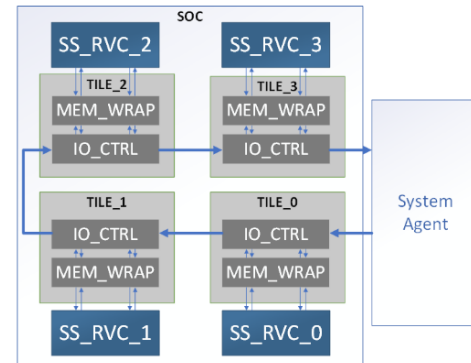 SOC
SS_RVC_2
SS_RVC_3
TILE_2
TILE_3
MEM_WRAP
MEM_WRAP
IO_CTRL
IO_CTRL
System
Agent
TILE_1
TILE_0
IO_CTRL
IO_CTRL
MEM_WRAP
MEM_WRAP
SS_RVC_1
SS_RVC_0